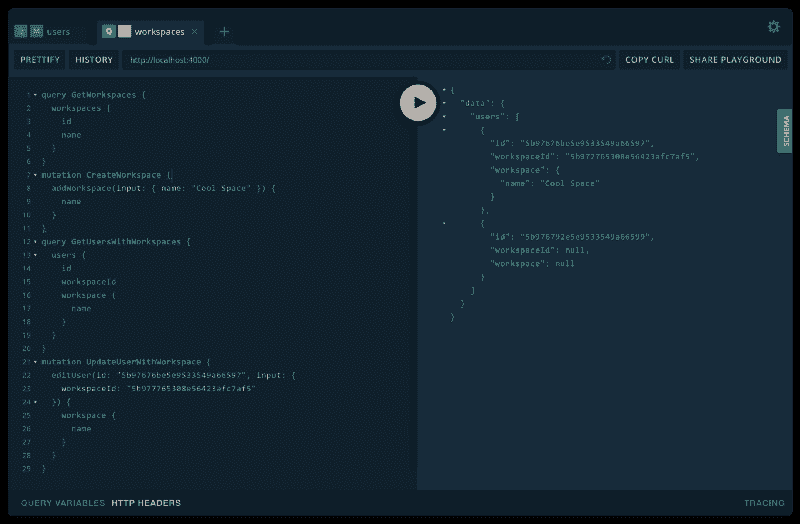 users
workspaces
PRETTIFY
HISTORY
http://localhost:4000/
COPY CURL
SHARE PLAYGROUND
1 query GetWorkspaces {
2 workspaces {
3 id
4 name
5 }
6 }
7 mutation CreateWorkspace {
8 addWorkspace(input: { name: "Cool Space" }) {
9 name
10 }
11 }
12 query GetUsersWithWorkspaces {
13 users {
14 id
15 workspaceId
16 workspace {
17 name
18 }
19 }
20 }
21 mutation UpdateUserWithWorkspace {
22 editUser(id: "5b97676be5e9533549a66597", input: {
23 workspaceId: "5b977765308e56423afc7af5"
24 }) {
25 workspace {
26 name
27 }
28 }
29 }
{
"data": {
"users": [
{
"id": "5b97676be5e9533549a66597",
"workspaceId": "5b977765308e56423afc7af5",
"workspace": {
"name": "Cool Space"
}
},
{
"id": "5b976792e5e9533549a66599",
"workspaceId": null,
"workspace": null
}
]
}
}
SCHEMA
QUERY VARIABLES
HTTP HEADERS
TRACING